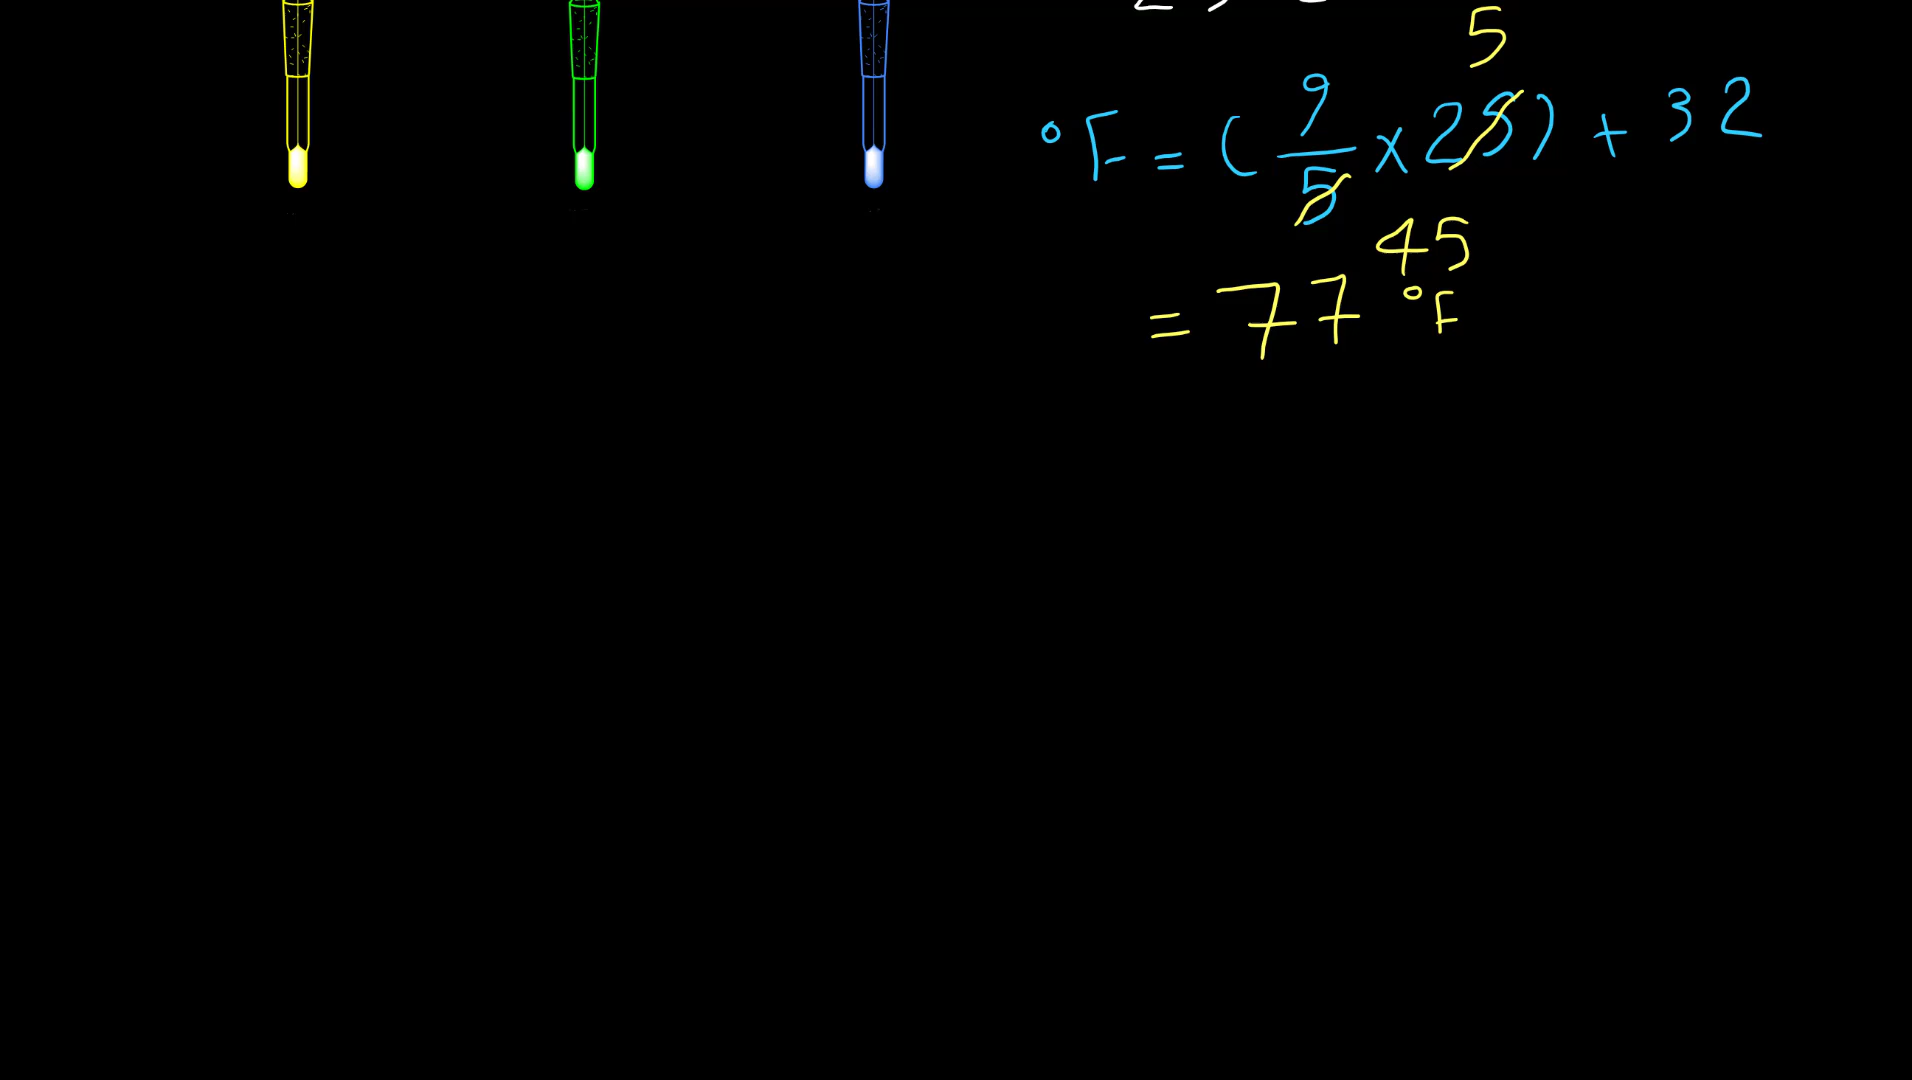 5
°F = ( 9/5 × 25 ) + 32
45
= 77 °F